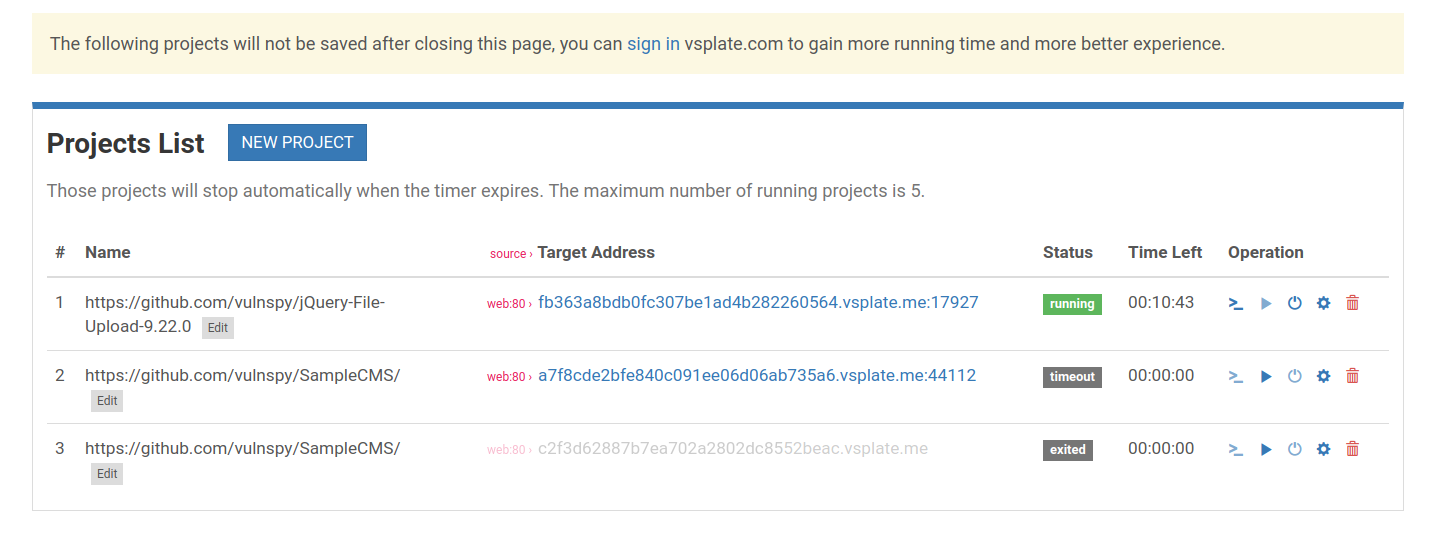 The following projects will not be saved after closing this page, you can sign in vsplate.com to gain more running time and more better experience.
Projects List NEW PROJECT
Those projects will stop automatically when the timer expires. The maximum number of running projects is 5.
# Name source › Target Address Status Time Left Operation
1 https://github.com/vulnspy/jQuery-File- web:80 › fb363a8bdb0fc307be1ad4b282260564.vsplate.me:17927 running 00:10:43
Upload-9.22.0 Edit
2 https://github.com/vulnspy/SampleCMS/ web:80 › a7f8cde2bfe840c091ee06d06ab735a6.vsplate.me:44112 timeout 00:00:00
Edit
3 https://github.com/vulnspy/SampleCMS/ web:80 › c2f3d62887b7ea702a2802dc8552beac.vsplate.me exited 00:00:00
Edit